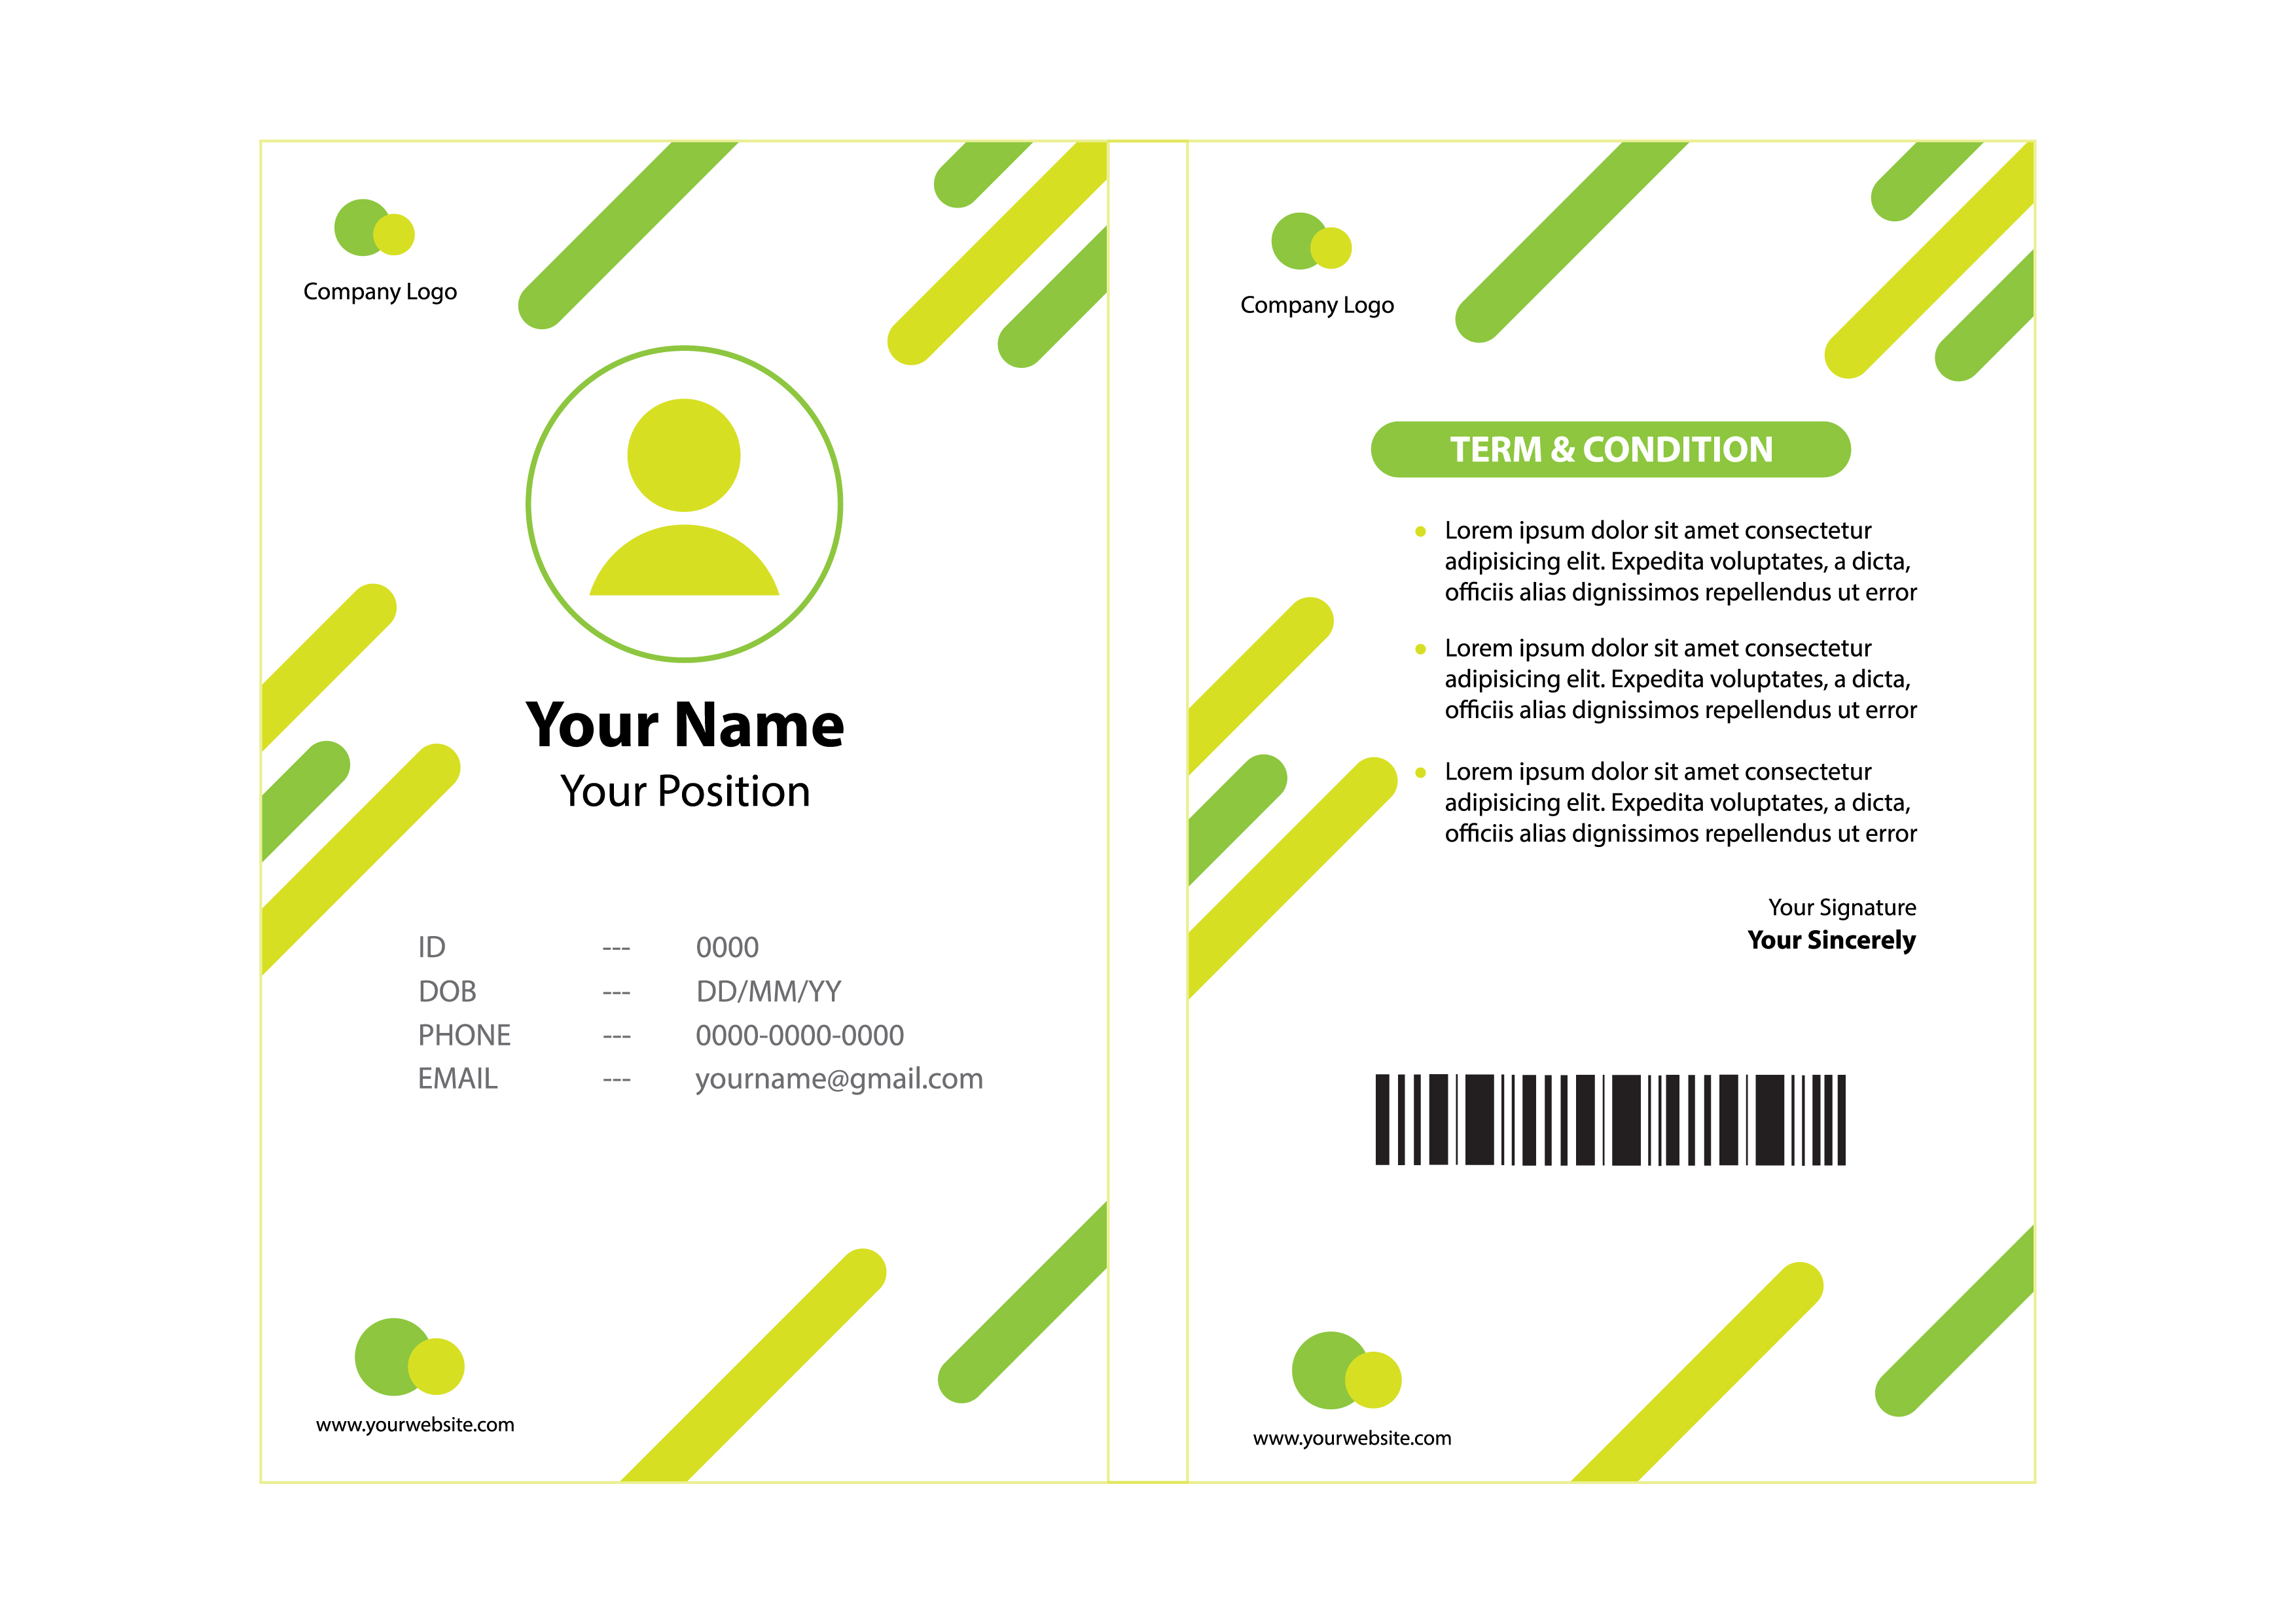 Company Logo
Your Name
Your Position
ID --- 0000
DOB --- DD/MM/YY
PHONE --- 0000-0000-0000
EMAIL --- yourname@gmail.com
www.yourwebsite.com
Company Logo
TERM & CONDITION
Lorem ipsum dolor sit amet consectetur
adipisicing elit. Expedita voluptates, a dicta,
officiis alias dignissimos repellendus ut error
Lorem ipsum dolor sit amet consectetur
adipisicing elit. Expedita voluptates, a dicta,
officiis alias dignissimos repellendus ut error
Lorem ipsum dolor sit amet consectetur
adipisicing elit. Expedita voluptates, a dicta,
officiis alias dignissimos repellendus ut error
Your Signature
Your Sincerely
www.yourwebsite.com